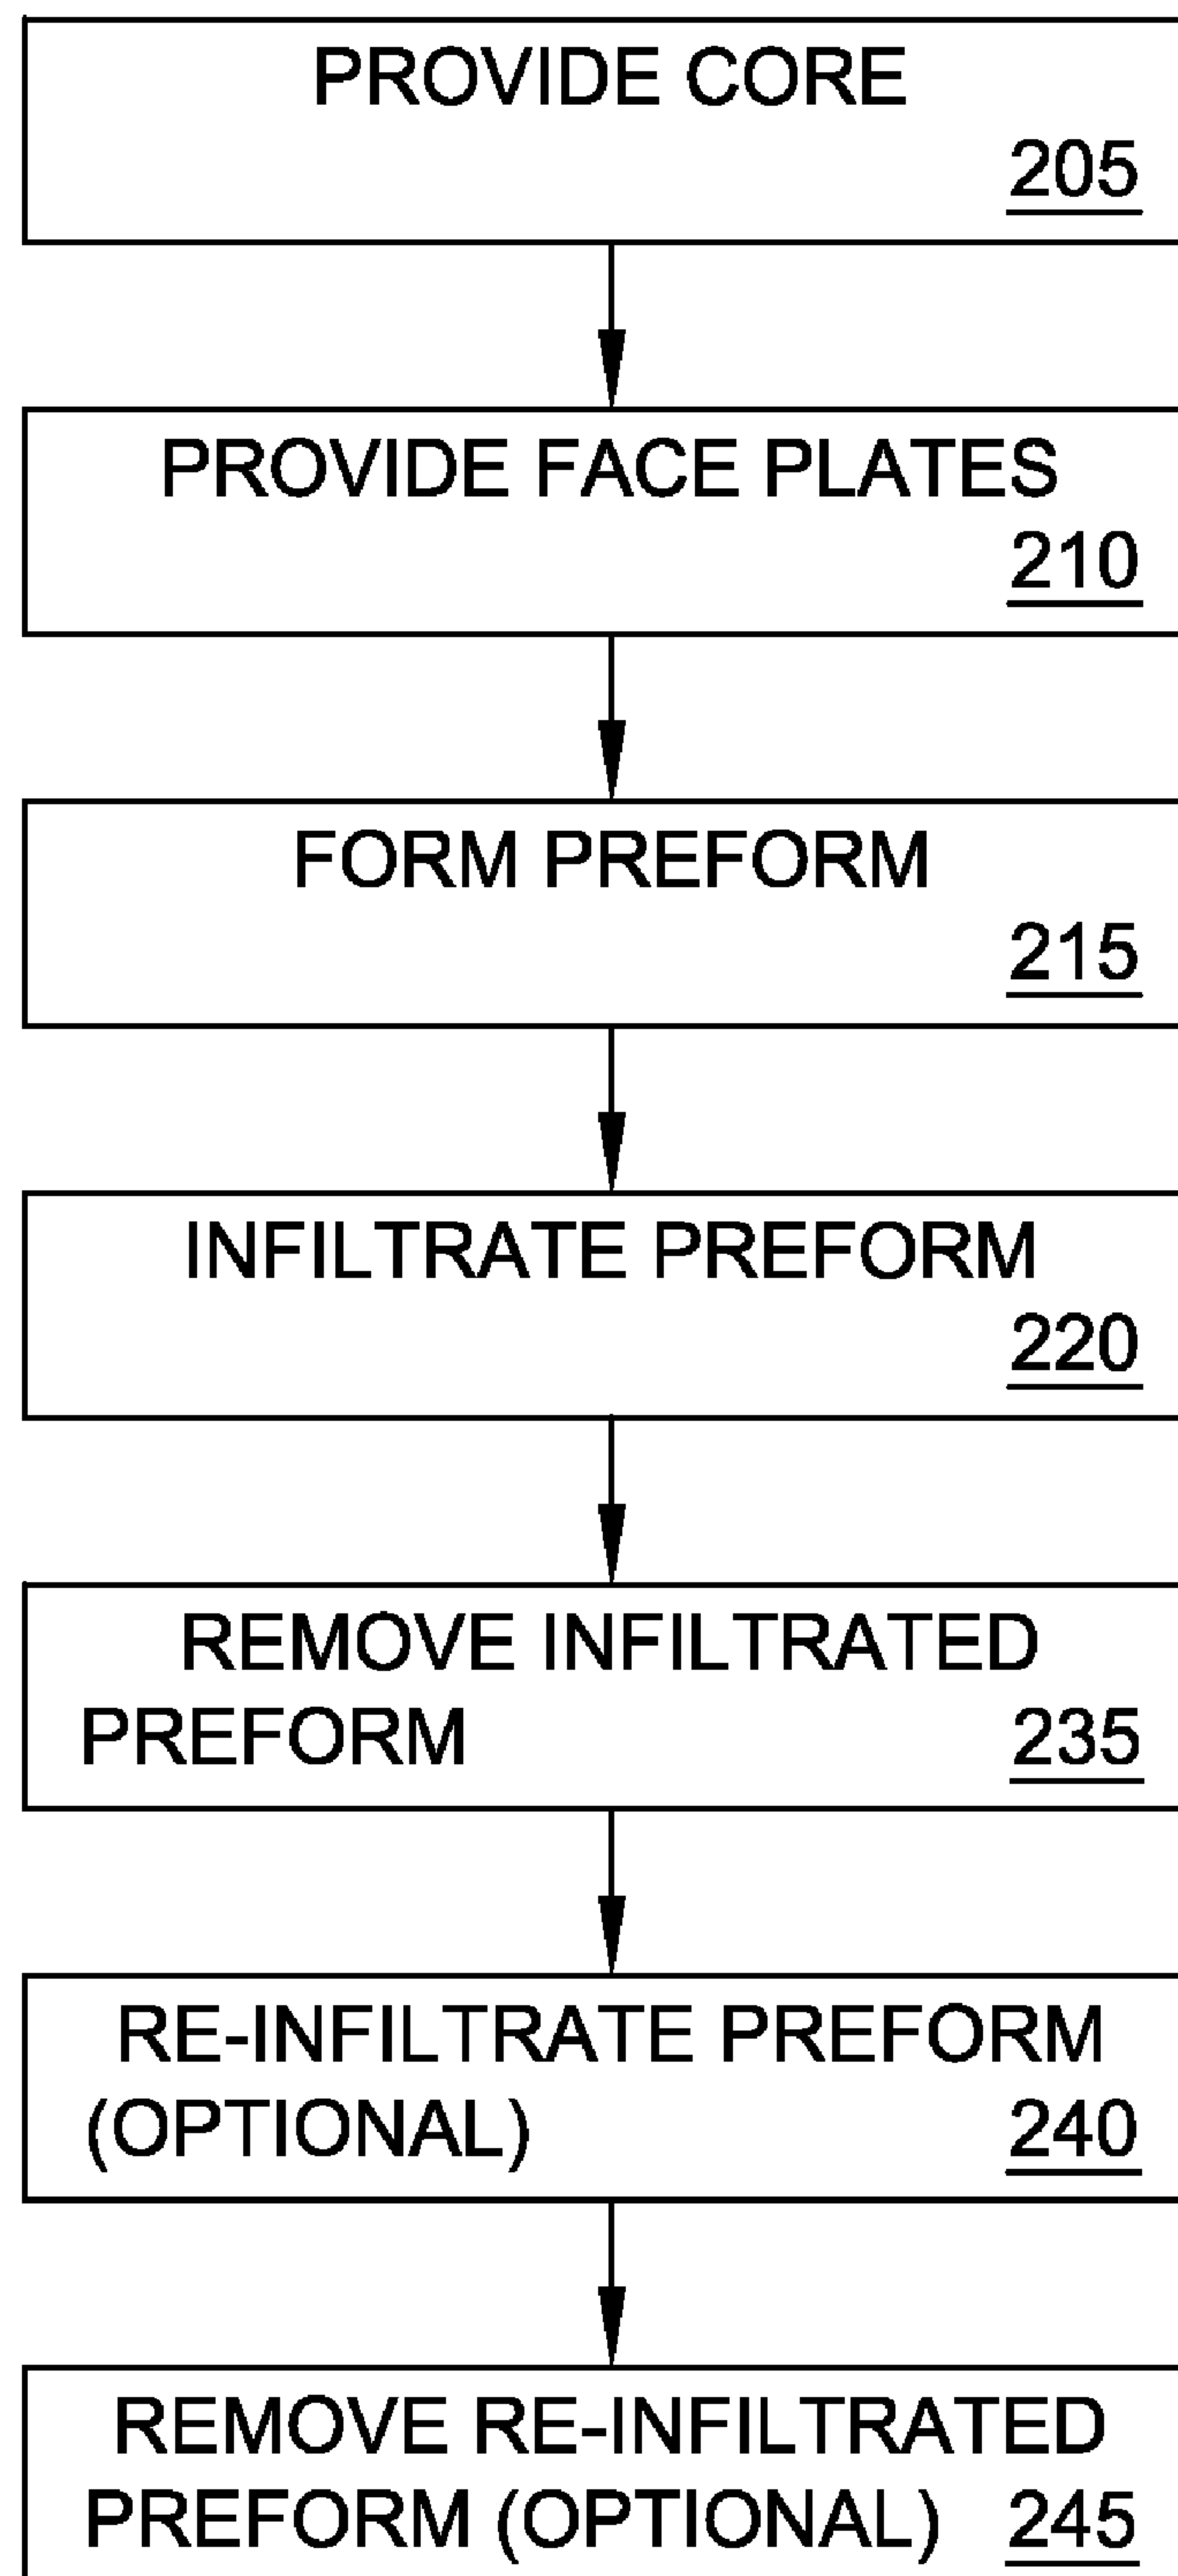 PROVIDE CORE
205
PROVIDE FACE PLATES
210
FORM PREFORM
215
INFILTRATE PREFORM
220
REMOVE INFILTRATED
PREFORM 235
RE-INFILTRATE PREFORM
(OPTIONAL) 240
REMOVE RE-INFILTRATED
PREFORM (OPTIONAL) 245